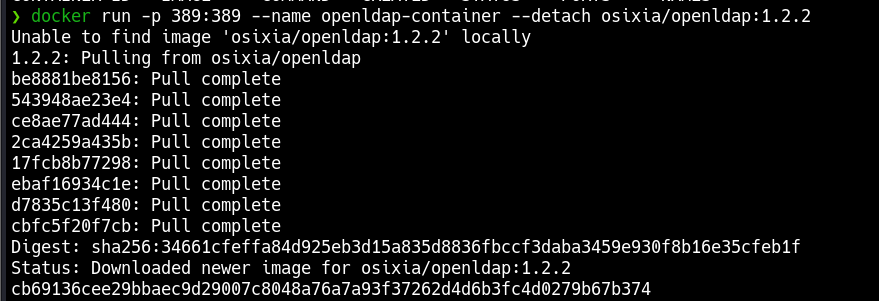 ❯ docker run -p 389:389 --name openldap-container --detach osixia/openldap:1.2.2
Unable to find image 'osixia/openldap:1.2.2' locally
1.2.2: Pulling from osixia/openldap
be8881be8156: Pull complete
543948ae23e4: Pull complete
ce8ae77ad444: Pull complete
2ca4259a435b: Pull complete
17fcb8b77298: Pull complete
ebaf16934c1e: Pull complete
d7835c13f480: Pull complete
cbfc5f20f7cb: Pull complete
Digest: sha256:34661cfeffa84d925eb3d15a835d8836fbccf3daba3459e930f8b16e35cfeb1f
Status: Downloaded newer image for osixia/openldap:1.2.2
cb69136cee29bbaec9d29007c8048a76a7a93f37262d4d6b3fc4d0279b67b374